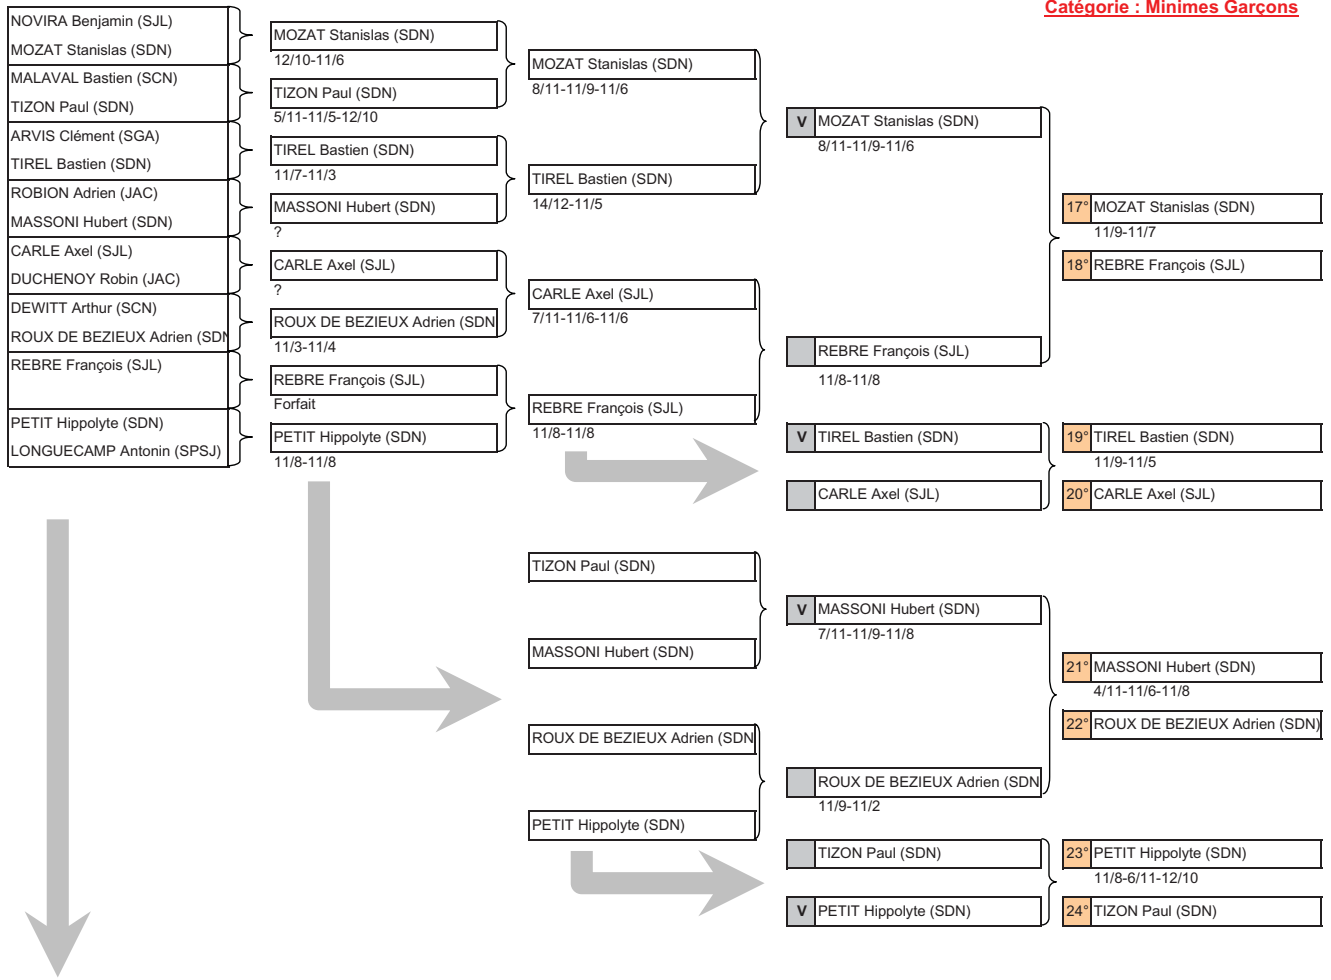 Catégorie : Minimes Garçons
NOVIRA Benjamin (SJL)
MOZAT Stanislas (SDN)
MALAVAL Bastien (SCN)
TIZON Paul (SDN)
ARVIS Clément (SGA)
TIREL Bastien (SDN)
ROBION Adrien (JAC)
MASSONI Hubert (SDN)
CARLE Axel (SJL)
DUCHENOY Robin (JAC)
DEWITT Arthur (SCN)
ROUX DE BEZIEUX Adrien (SDN
REBRE François (SJL)
PETIT Hippolyte (SDN)
LONGUECAMP Antonin (SPSJ)
MOZAT Stanislas (SDN)
12/10-11/6
TIZON Paul (SDN)
5/11-11/5-12/10
TIREL Bastien (SDN)
11/7-11/3
MASSONI Hubert (SDN)
?
CARLE Axel (SJL)
?
ROUX DE BEZIEUX Adrien (SDN
11/3-11/4
REBRE François (SJL)
Forfait
PETIT Hippolyte (SDN)
11/8-11/8
MOZAT Stanislas (SDN)
8/11-11/9-11/6
TIREL Bastien (SDN)
14/12-11/5
CARLE Axel (SJL)
7/11-11/6-11/6
REBRE François (SJL)
11/8-11/8
V MOZAT Stanislas (SDN)
8/11-11/9-11/6
REBRE François (SJL)
11/8-11/8
V TIREL Bastien (SDN)
CARLE Axel (SJL)
17° MOZAT Stanislas (SDN)
11/9-11/7
18° REBRE François (SJL)
19° TIREL Bastien (SDN)
11/9-11/5
20° CARLE Axel (SJL)
TIZON Paul (SDN)
MASSONI Hubert (SDN)
ROUX DE BEZIEUX Adrien (SDN
PETIT Hippolyte (SDN)
V MASSONI Hubert (SDN)
7/11-11/9-11/8
ROUX DE BEZIEUX Adrien (SDN
11/9-11/2
TIZON Paul (SDN)
V PETIT Hippolyte (SDN)
21° MASSONI Hubert (SDN)
4/11-11/6-11/8
22° ROUX DE BEZIEUX Adrien (SDN)
23° PETIT Hippolyte (SDN)
11/8-6/11-12/10
24° TIZON Paul (SDN)